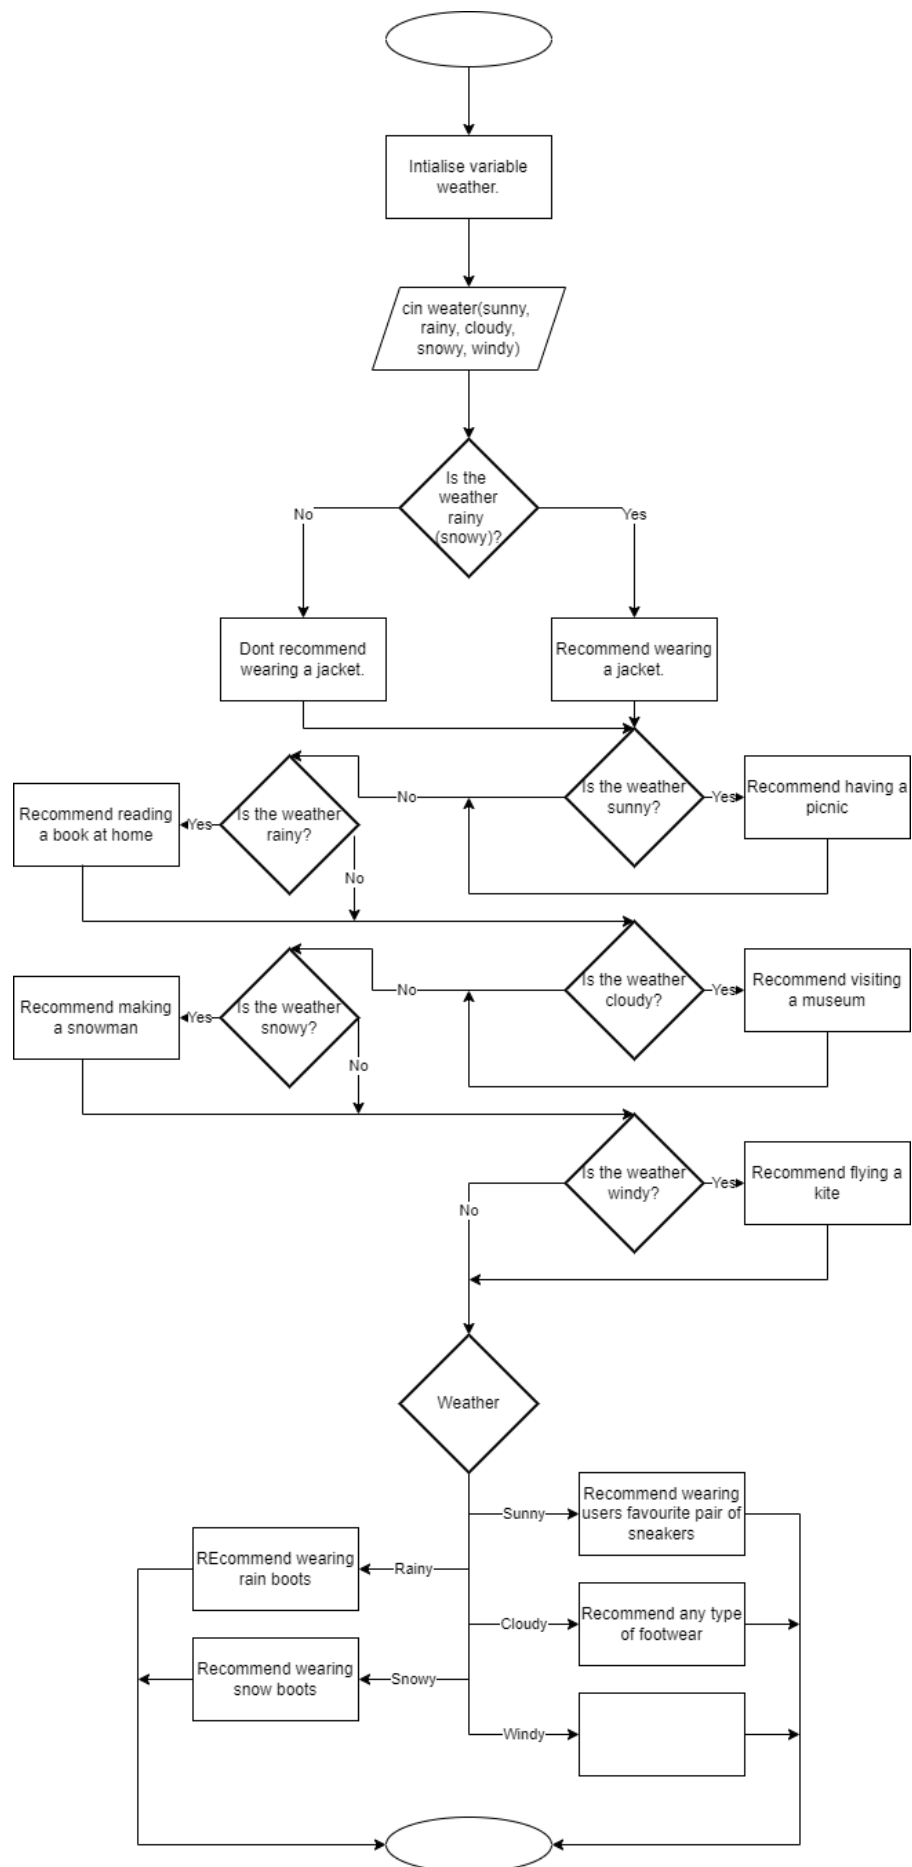 Intialise variable
weather.
cin weater(sunny,
rainy, cloudy,
snowy, windy)
Is the
weather
rainy
(snowy)?
No
Yes
Dont recommend
wearing a jacket.
Recommend wearing
a jacket.
Is the weather
sunny?
Yes
Recommend having a
picnic
No
Is the weather
rainy?
Yes
Recommend reading
a book at home
No
Is the weather
cloudy?
Yes
Recommend visiting
a museum
No
Is the weather
snowy?
Yes
Recommend making
a snowman
No
Is the weather
windy?
Yes
Recommend flying a
kite
No
Weather
Sunny
Recommend wearing
users favourite pair of
sneakers
Rainy
REcommend wearing
rain boots
Cloudy
Recommend any type
of footwear
Snowy
Recommend wearing
snow boots
Windy